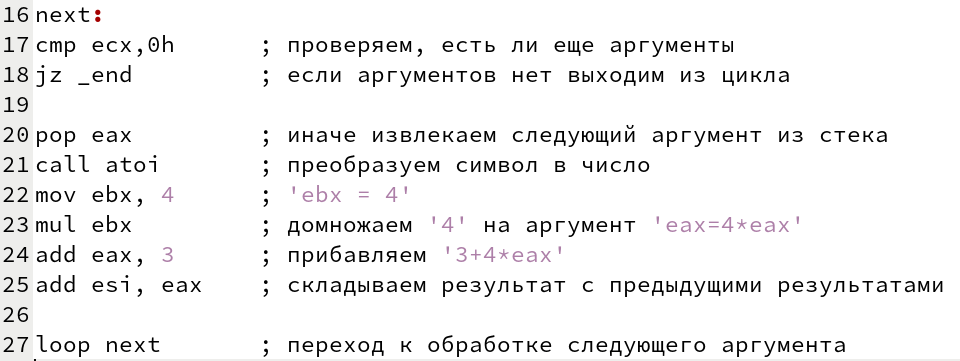 16 next:
17 cmp ecx,0h ; проверяем, есть ли еще аргументы
18 jz _end ; если аргументов нет выходим из цикла
19
20 pop eax ; иначе извлекаем следующий аргумент из стека
21 call atoi ; преобразуем символ в число
22 mov ebx, 4 ; 'ebx = 4'
23 mul ebx ; домножаем '4' на аргумент 'eax=4*eax'
24 add eax, 3 ; прибавляем '3+4*eax'
25 add esi, eax ; складываем результат с предыдущими результатами
26
27 loop next ; переход к обработке следующего аргумента